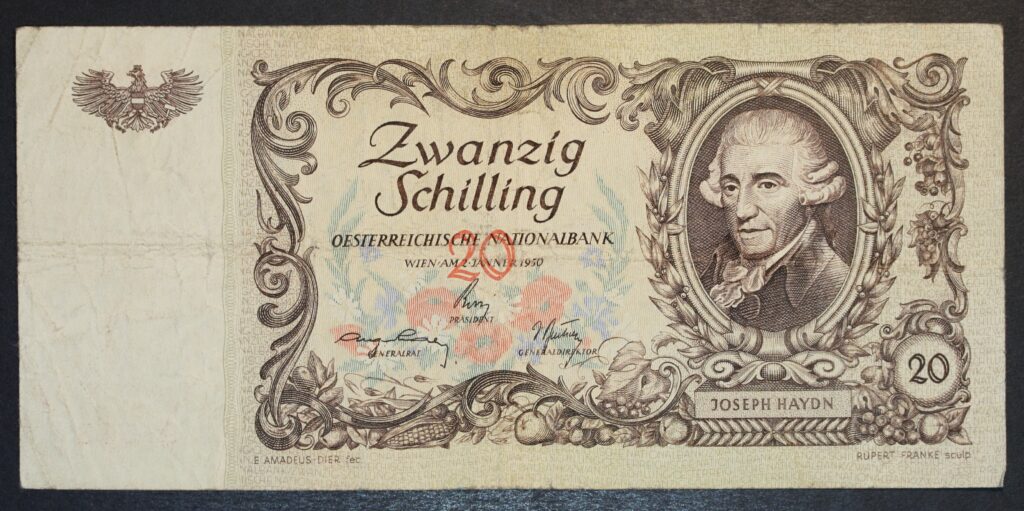 Zwanzig
Schilling
OESTERREICHISCHE NATIONALBANK
20
WIEN·AM 2·JÄNNER 1950
PRÄSIDENT
GENERALRAT
GENERALDIREKTOR
20
JOSEPH HAYDN
E. AMADEUS-DIER fec.
RUPERT FRANKE sculp.